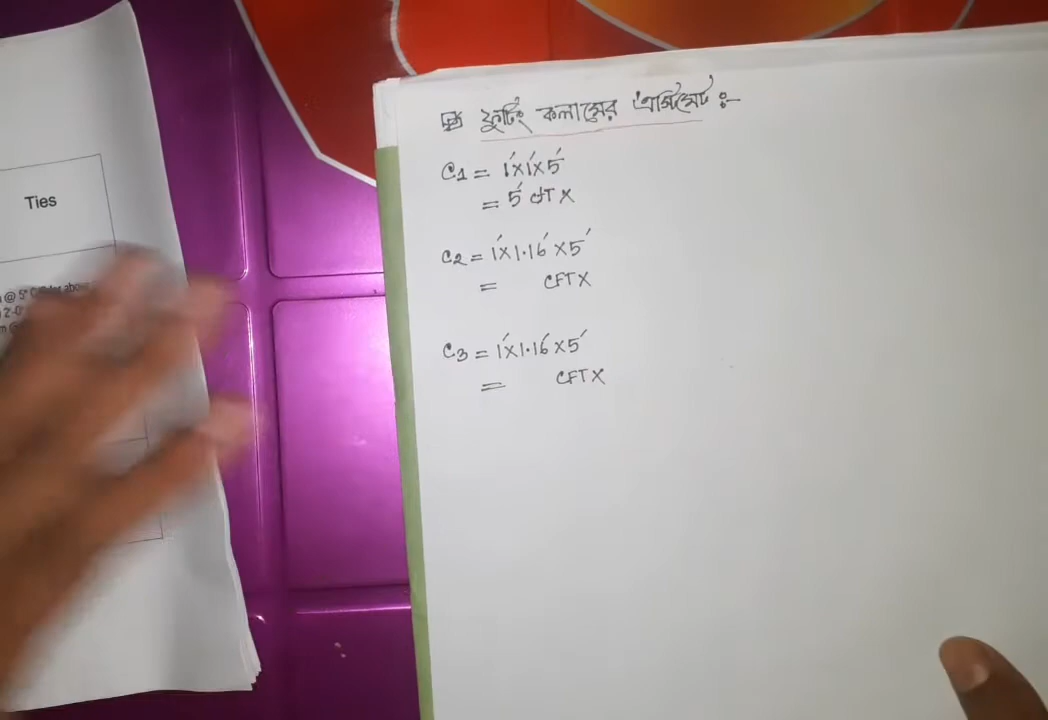 Ties
ফুটিং কলামের এস্টিমেট :-
C1 = 1'x1'x5'
= 5' CFT X
C2 = 1'x1.16'x5'
= CFT X
C3 = 1'x1.16'x5'
= CFT X